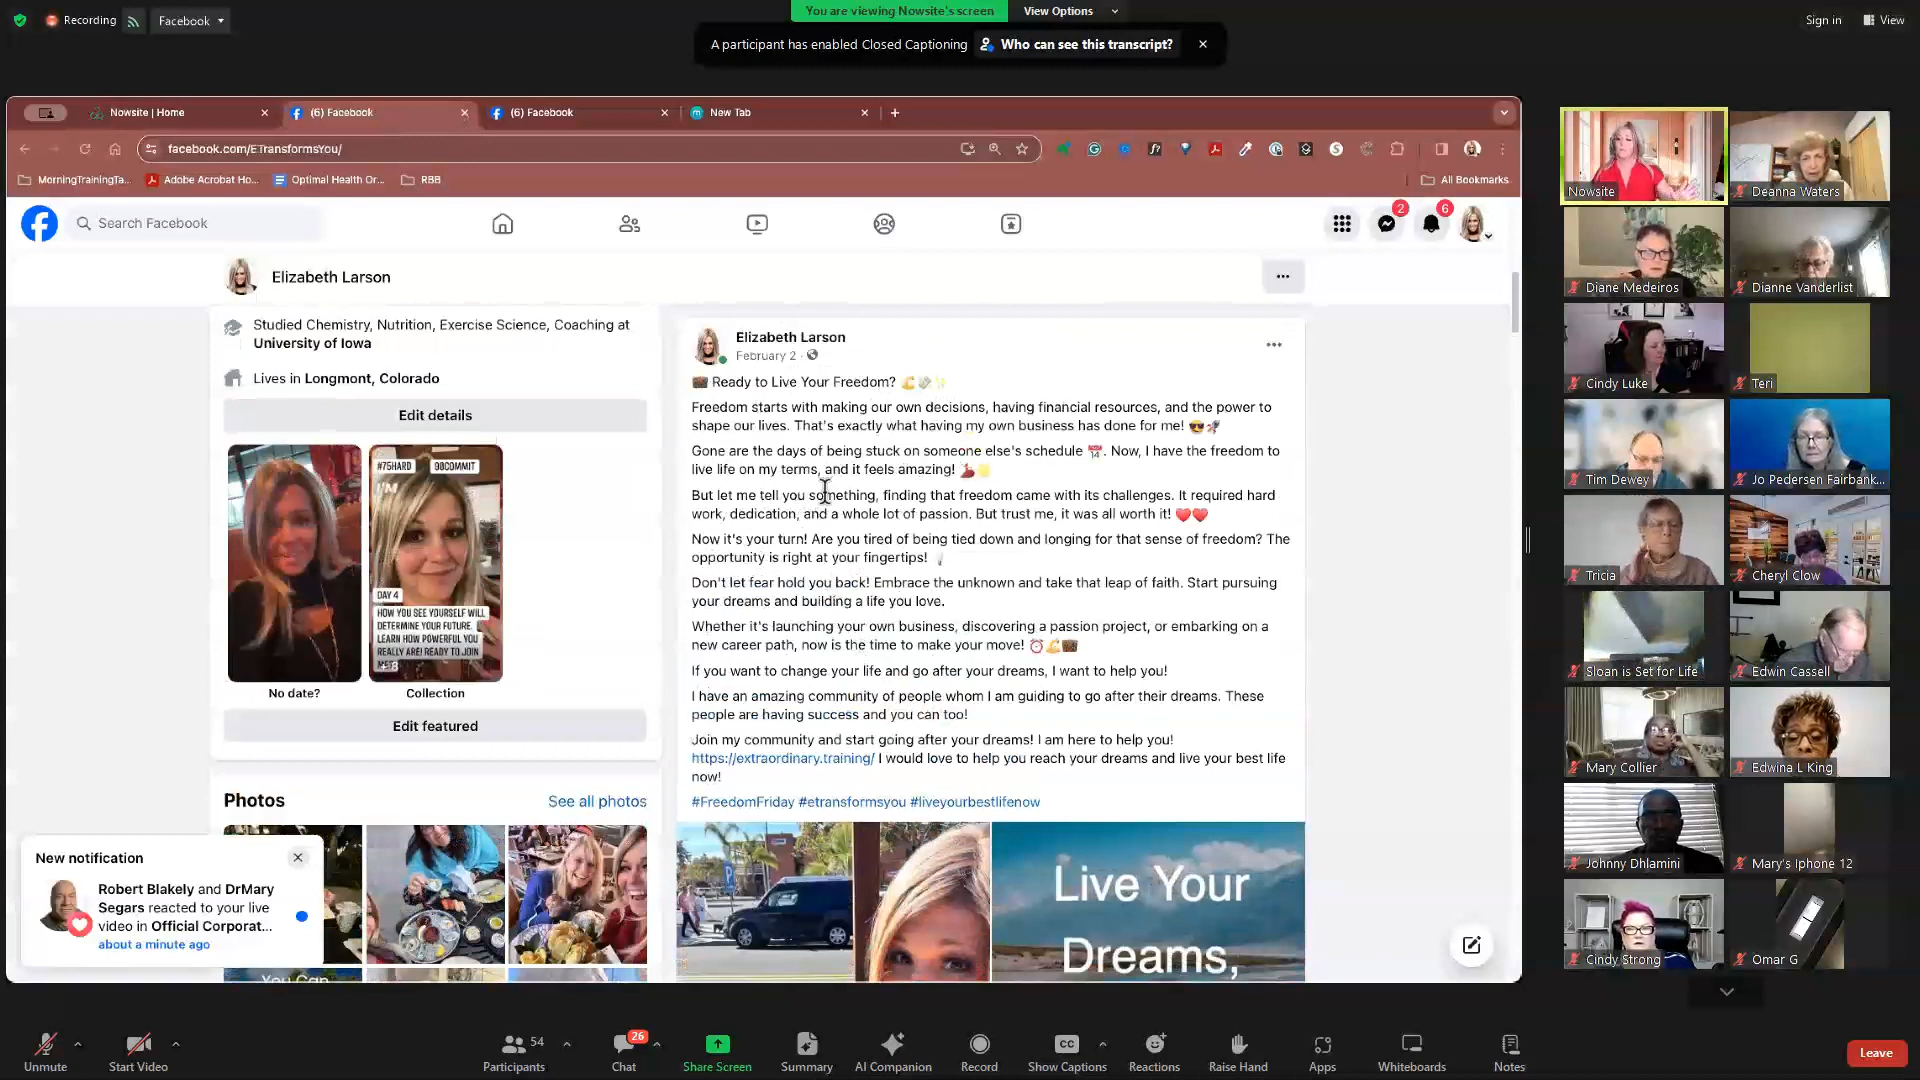 Recording
Facebook
You are viewing Nowsite's screen
View Options
Sign in
View
A participant has enabled Closed Captioning
Who can see this transcript?
Nowsite | Home
(6) Facebook
(6) Facebook
New Tab
facebook.com/ETransformsYou/
MorningTrainingTa...
Adobe Acrobat Ho...
Optimal Health Or...
RBB
All Bookmarks
Search Facebook
2
6
Elizabeth Larson
Studied Chemistry, Nutrition, Exercise Science, Coaching at
University of Iowa
Lives in Longmont, Colorado
Edit details
#75HARD
90COMMIT
I'M
DAY 4
HOW YOU SEE YOURSELF WILL
DETERMINE YOUR FUTURE.
LEARN HOW POWERFUL YOU
REALLY ARE! READY TO JOIN
+3
No date?
Collection
Edit featured
Photos
See all photos
You Can
New notification
Robert Blakely and DrMary
Segars reacted to your live
video in Official Corporat...
about a minute ago
Elizabeth Larson
February 2
Ready to Live Your Freedom?
Freedom starts with making our own decisions, having financial resources, and the power to
shape our lives. That's exactly what having my own business has done for me!
Gone are the days of being stuck on someone else's schedule. Now, I have the freedom to
live life on my terms, and it feels amazing!
But let me tell you something, finding that freedom came with its challenges. It required hard
work, dedication, and a whole lot of passion. But trust me, it was all worth it!
Now it's your turn! Are you tired of being tied down and longing for that sense of freedom? The
opportunity is right at your fingertips!
Don't let fear hold you back! Embrace the unknown and take that leap of faith. Start pursuing
your dreams and building a life you love.
Whether it's launching your own business, discovering a passion project, or embarking on a
new career path, now is the time to make your move!
If you want to change your life and go after your dreams, I want to help you!
I have an amazing community of people whom I am guiding to go after their dreams. These
people are having success and you can too!
Join my community and start going after your dreams! I am here to help you!
https://extraordinary.training/ I would love to help you reach your dreams and live your best life
now!
#FreedomFriday #etransformsyou #liveyourbestlifenow
Live Your
Dreams,
Nowsite
Deanna Waters
Diane Medeiros
Dianne Vanderlist
Cindy Luke
Teri
Tim Dewey
Jo Pedersen Fairbank...
Tricia
Cheryl Clow
Sloan is Set for Life
Edwin Cassell
Mary Collier
Edwina L King
Johnny Dhlamini
Mary's Iphone 12
Cindy Strong
Omar G
Unmute
Start Video
54
Participants
26
Chat
Share Screen
Summary
AI Companion
Record
CC
Show Captions
Reactions
Raise Hand
Apps
Whiteboards
Notes
Leave